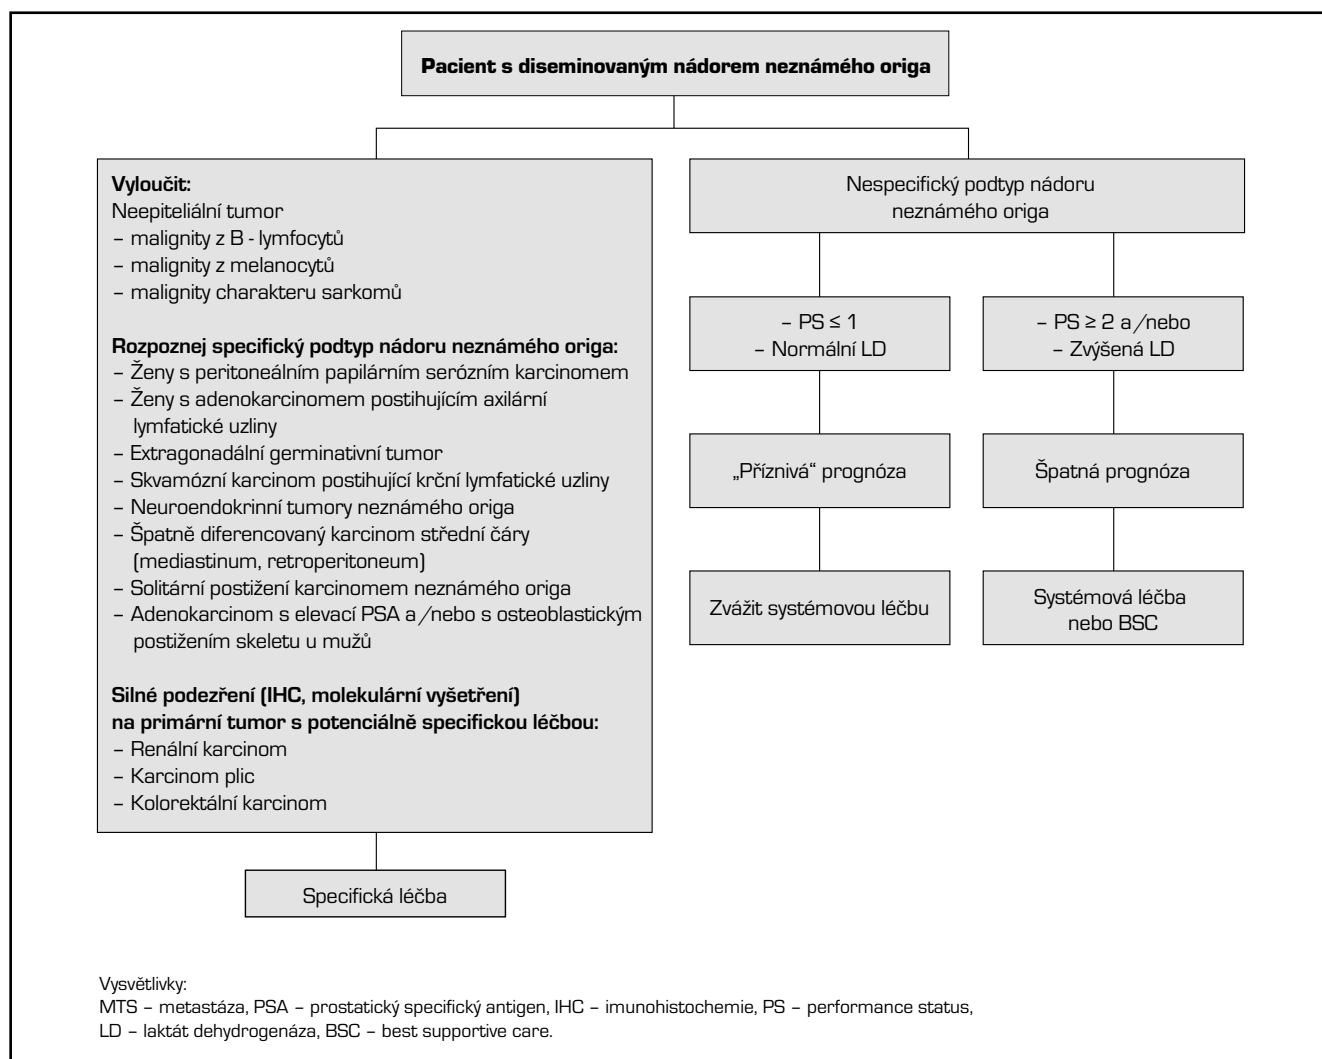 Pacient s diseminovaným nádorem neznámého origa
Vyloučit:
Neepiteliální tumor
– malignity z B - lymfocytů
– malignity z melanocytů
– malignity charakteru sarkomů
Rozpoznej specifický podtyp nádoru neznámého origa:
– Ženy s peritoneálním papilárním serózním karcinomem
– Ženy s adenokarcinomem postihujícím axilární
lymfatické uzliny
– Extragonadální germinativní tumor
– Skvamózní karcinom postihující krční lymfatické uzliny
– Neuroendokrinní tumory neznámého origa
– Špatně diferencovaný karcinom střední čáry
(mediastinum, retroperitoneum)
– Solitární postižení karcinomem neznámého origa
– Adenokarcinom s elevací PSA a/nebo s osteoblastickým
postižením skeletu u mužů
Silné podezření (IHC, molekulární vyšetření)
na primární tumor s potenciálně specifickou léčbou:
– Renální karcinom
– Karcinom plic
– Kolorektální karcinom
Specifická léčba
Nespecifický podtyp nádoru
neznámého origa
– PS ≤ 1
– Normální LD
„Příznivá“ prognóza
Zvážit systémovou léčbu
– PS ≥ 2 a/nebo
– Zvýšená LD
Špatná prognóza
Systémová léčba
nebo BSC
Vysvětlivky:
MTS – metastáza, PSA – prostatický specifický antigen, IHC – imunohistochemie, PS – performance status,
LD – laktát dehydrogenáza, BSC – best supportive care.